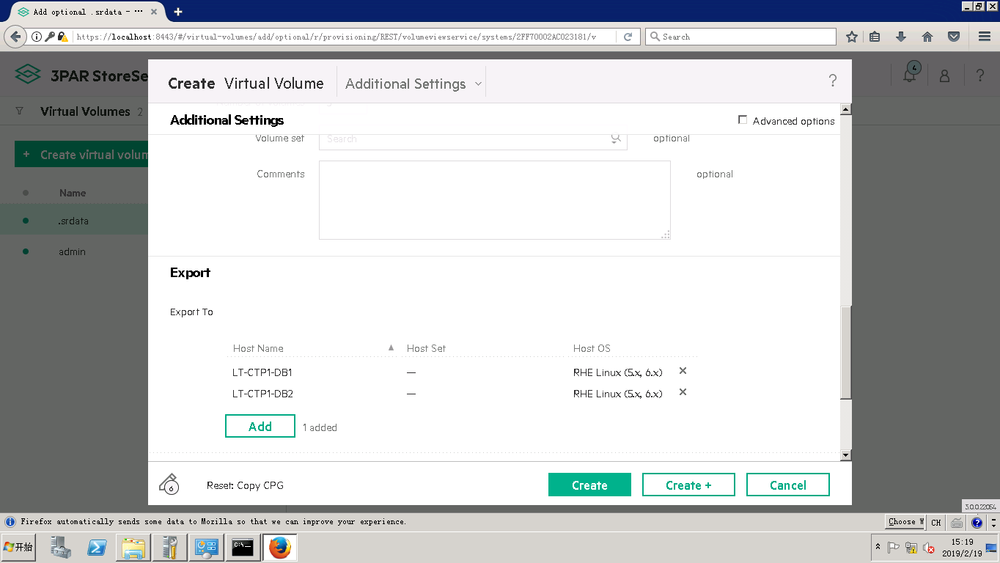 Add optional .srdata — ···
https://localhost:8443/#/virtual-volumes/add/optional/r/provisioning/REST/volumeviewservice/systems/2FF70002AC023181/v
Search
3PAR StoreSe
4
?
Create Virtual Volume
Additional Settings
?
Virtual Volumes 2
Additional Settings
Advanced options
+ Create virtual volum
Volume set
Search
optional
Comments
optional
Name
.srdata
admin
Export
Export To
Host Name
Host Set
Host OS
LT-CTP1-DB1
—
RHE Linux (5.x, 6.x)
LT-CTP1-DB2
—
RHE Linux (5.x, 6.x)
Add
1 added
6
Reset: Copy CPG
Create
Create +
Cancel
3.0.0.22054
Firefox automatically sends some data to Mozilla so that we can improve your experience.
Choose W
CH
开始
C:\
15:19
2019/2/19